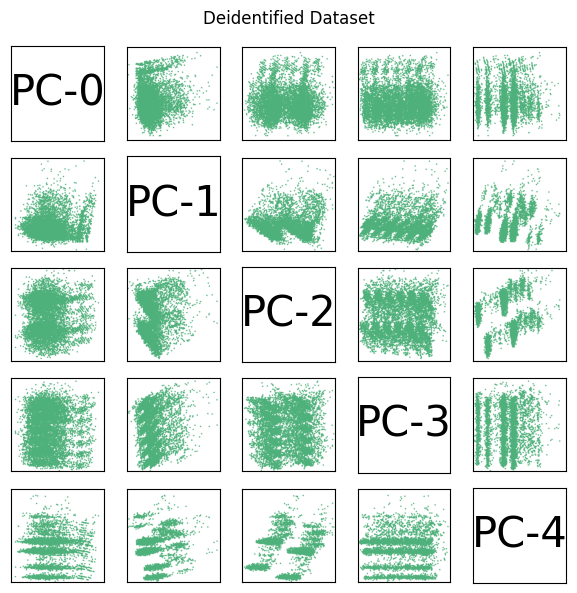 Deidentified Dataset
PC-0
PC-1
PC-2
PC-3
PC-4